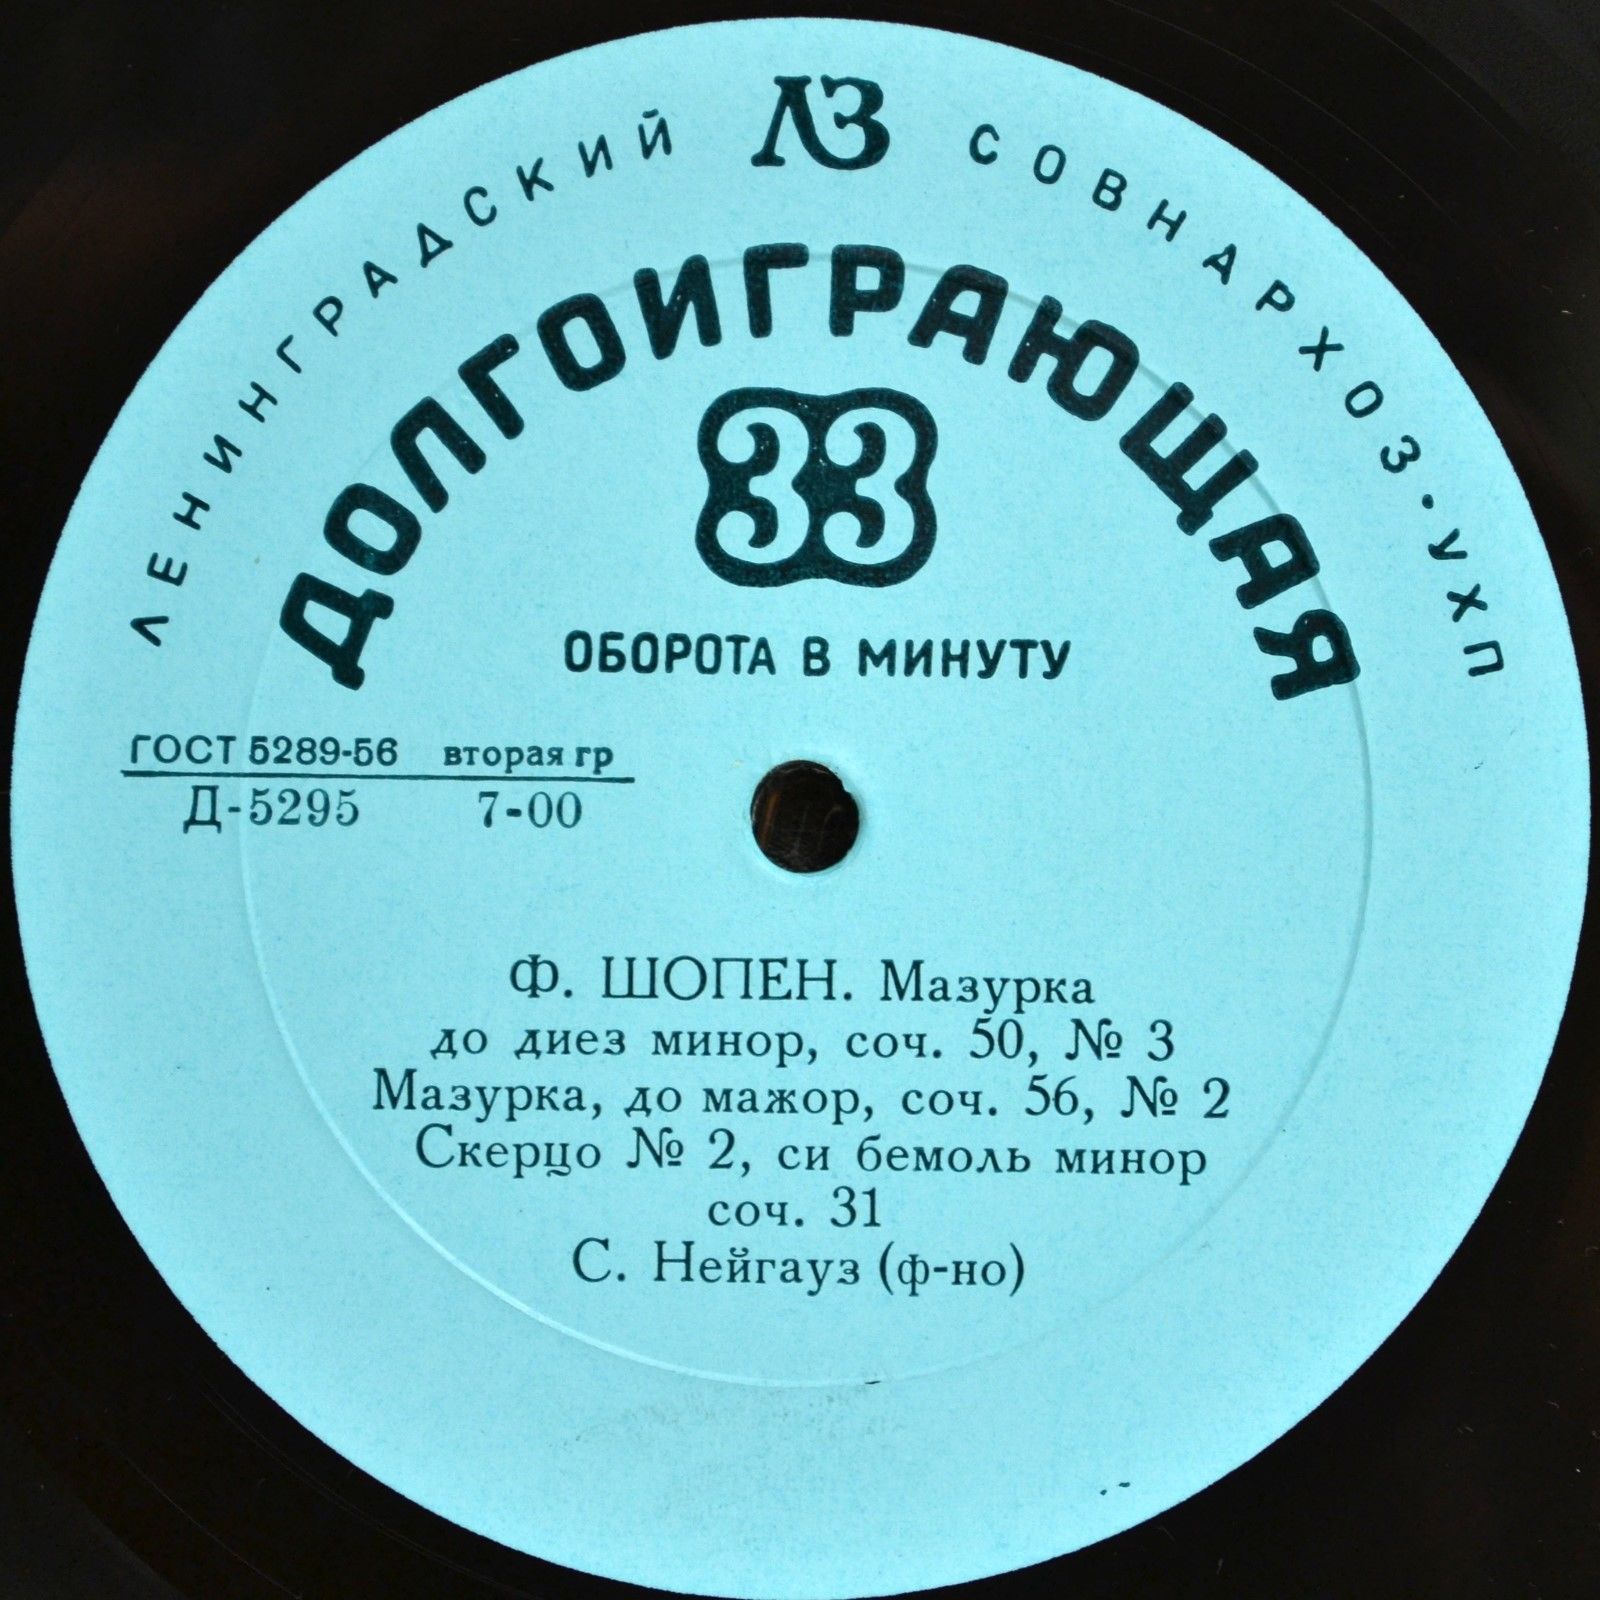 ЛЕНИНГРАДСКИЙ ЛЗ СОВНАРХОЗ·УХП
ДОЛГОИГРАЮЩАЯ
33
ОБОРОТА В МИНУТУ
ГОСТ 5289-56 вторая гр
Д-5295 7-00
Ф. ШОПЕН. Мазурка
до диез минор, соч. 50, № 3
Мазурка, до мажор, соч. 56, № 2
Скерцо № 2, си бемоль минор
соч. 31
С. Нейгауз (ф-но)